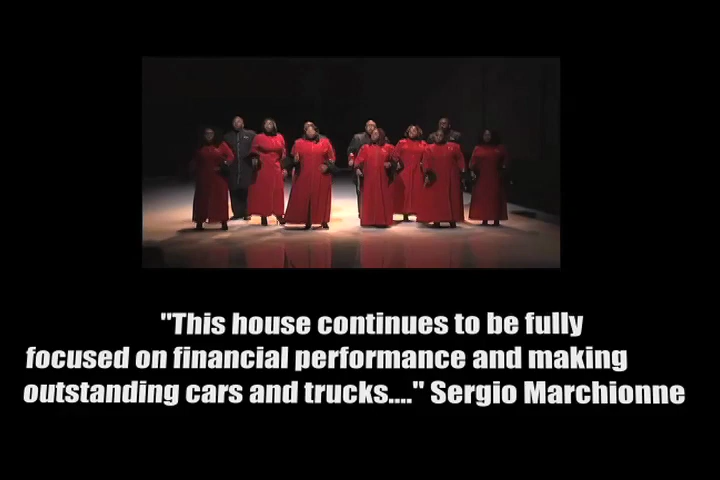 "This house continues to be fully
focused on financial performance and making
outstanding cars and trucks...." Sergio Marchionne